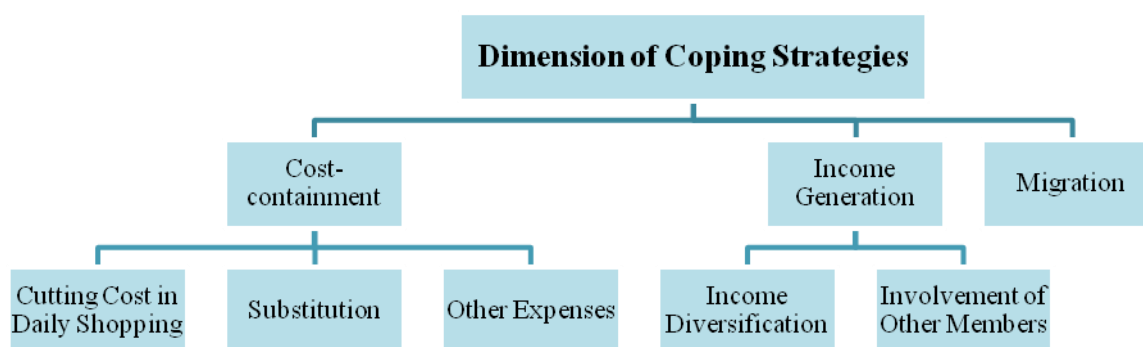 Dimension of Coping Strategies
Cost-
containment
Income
Generation
Migration
Cutting Cost in
Daily Shopping
Substitution
Other Expenses
Income
Diversification
Involvement of
Other Members